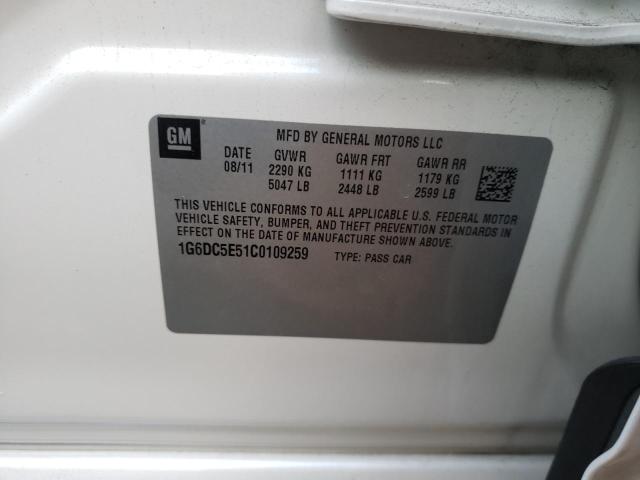 GM
MFD BY GENERAL MOTORS LLC
DATE GVWR GAWR FRT GAWR RR
08/11 2290 KG 1111 KG 1179 KG
5047 LB 2448 LB 2599 LB
THIS VEHICLE CONFORMS TO ALL APPLICABLE U.S. FEDERAL MOTOR
VEHICLE SAFETY, BUMPER, AND THEFT PREVENTION STANDARDS IN
EFFECT ON THE DATE OF MANUFACTURE SHOWN ABOVE.
1G6DC5E51C0109259 TYPE: PASS CAR